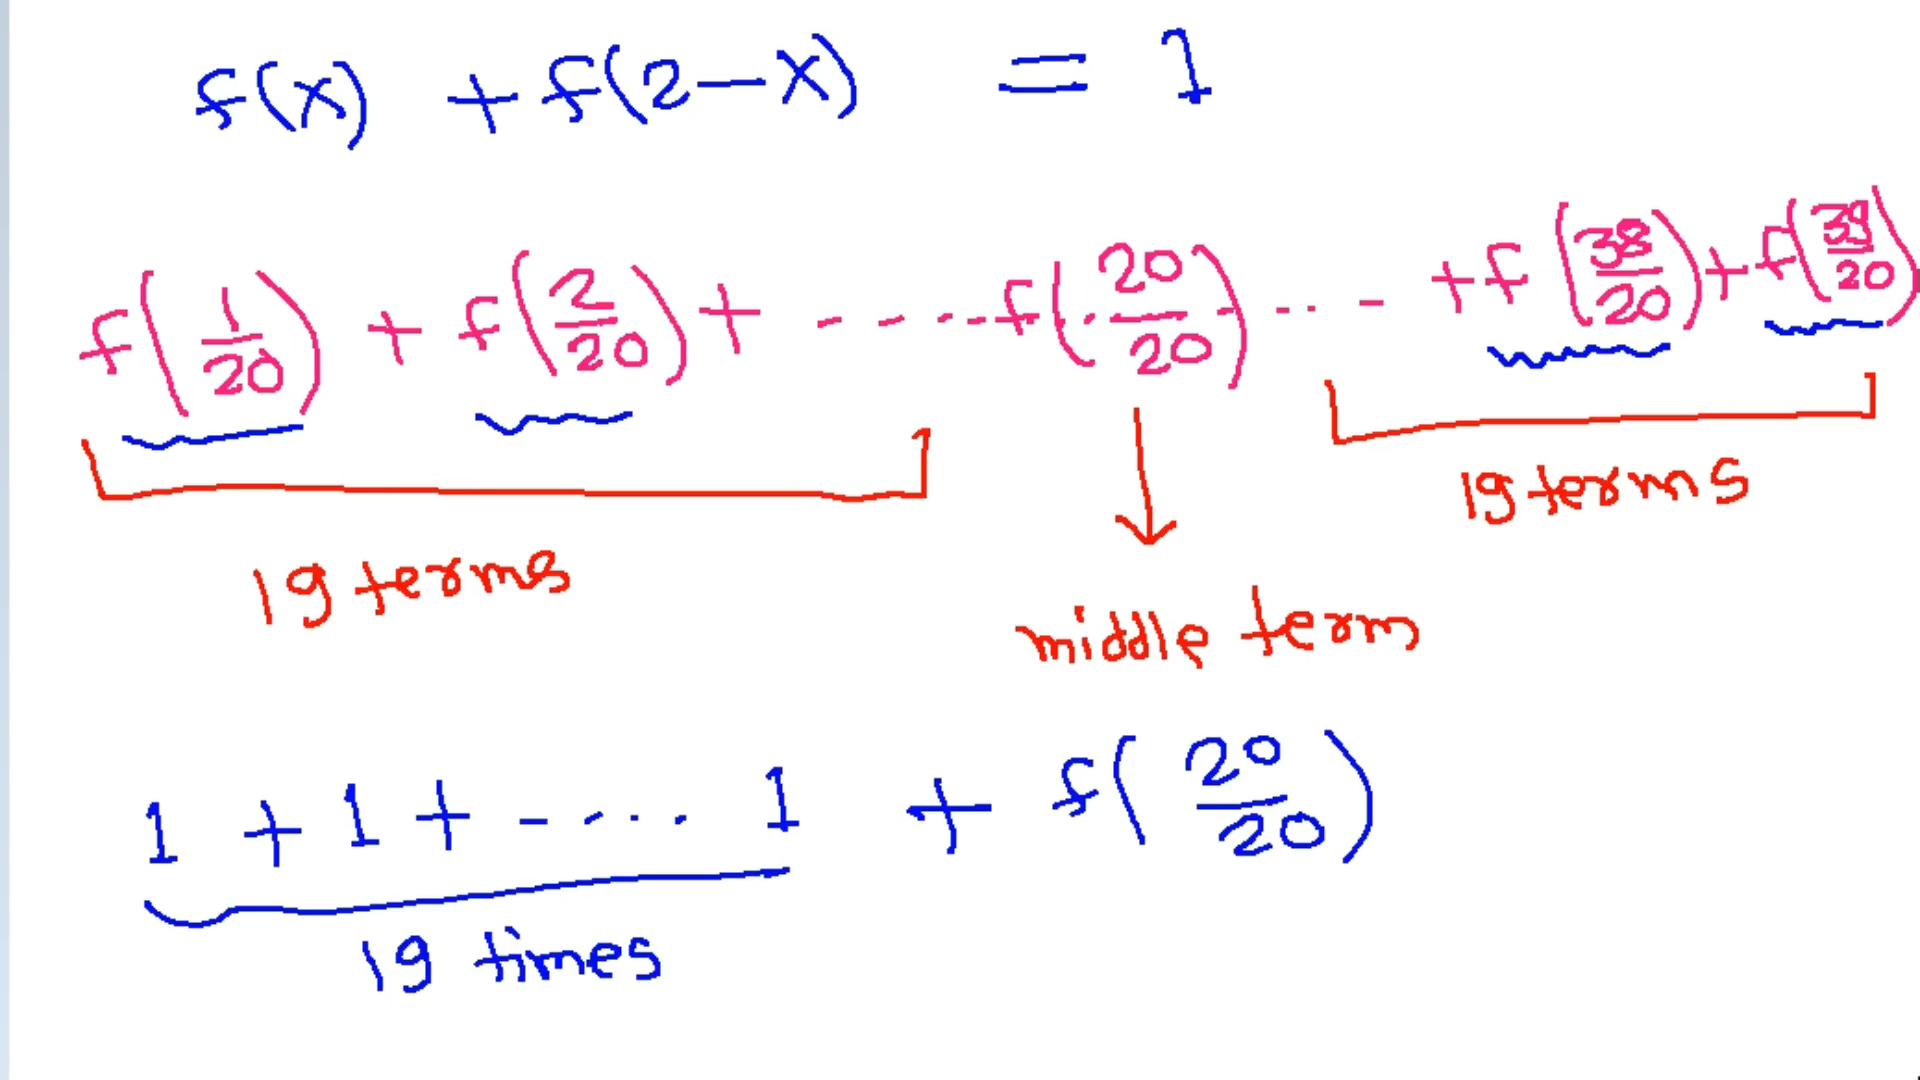 f(x) + f(2-x) = 1
f(1/20) + f(2/20) + ---- f(20/20) ... - + f(38/20) + f(39/20)
19 terms
19 terms
middle term
1 + 1 + - .... 1 + f(20/20)
19 times